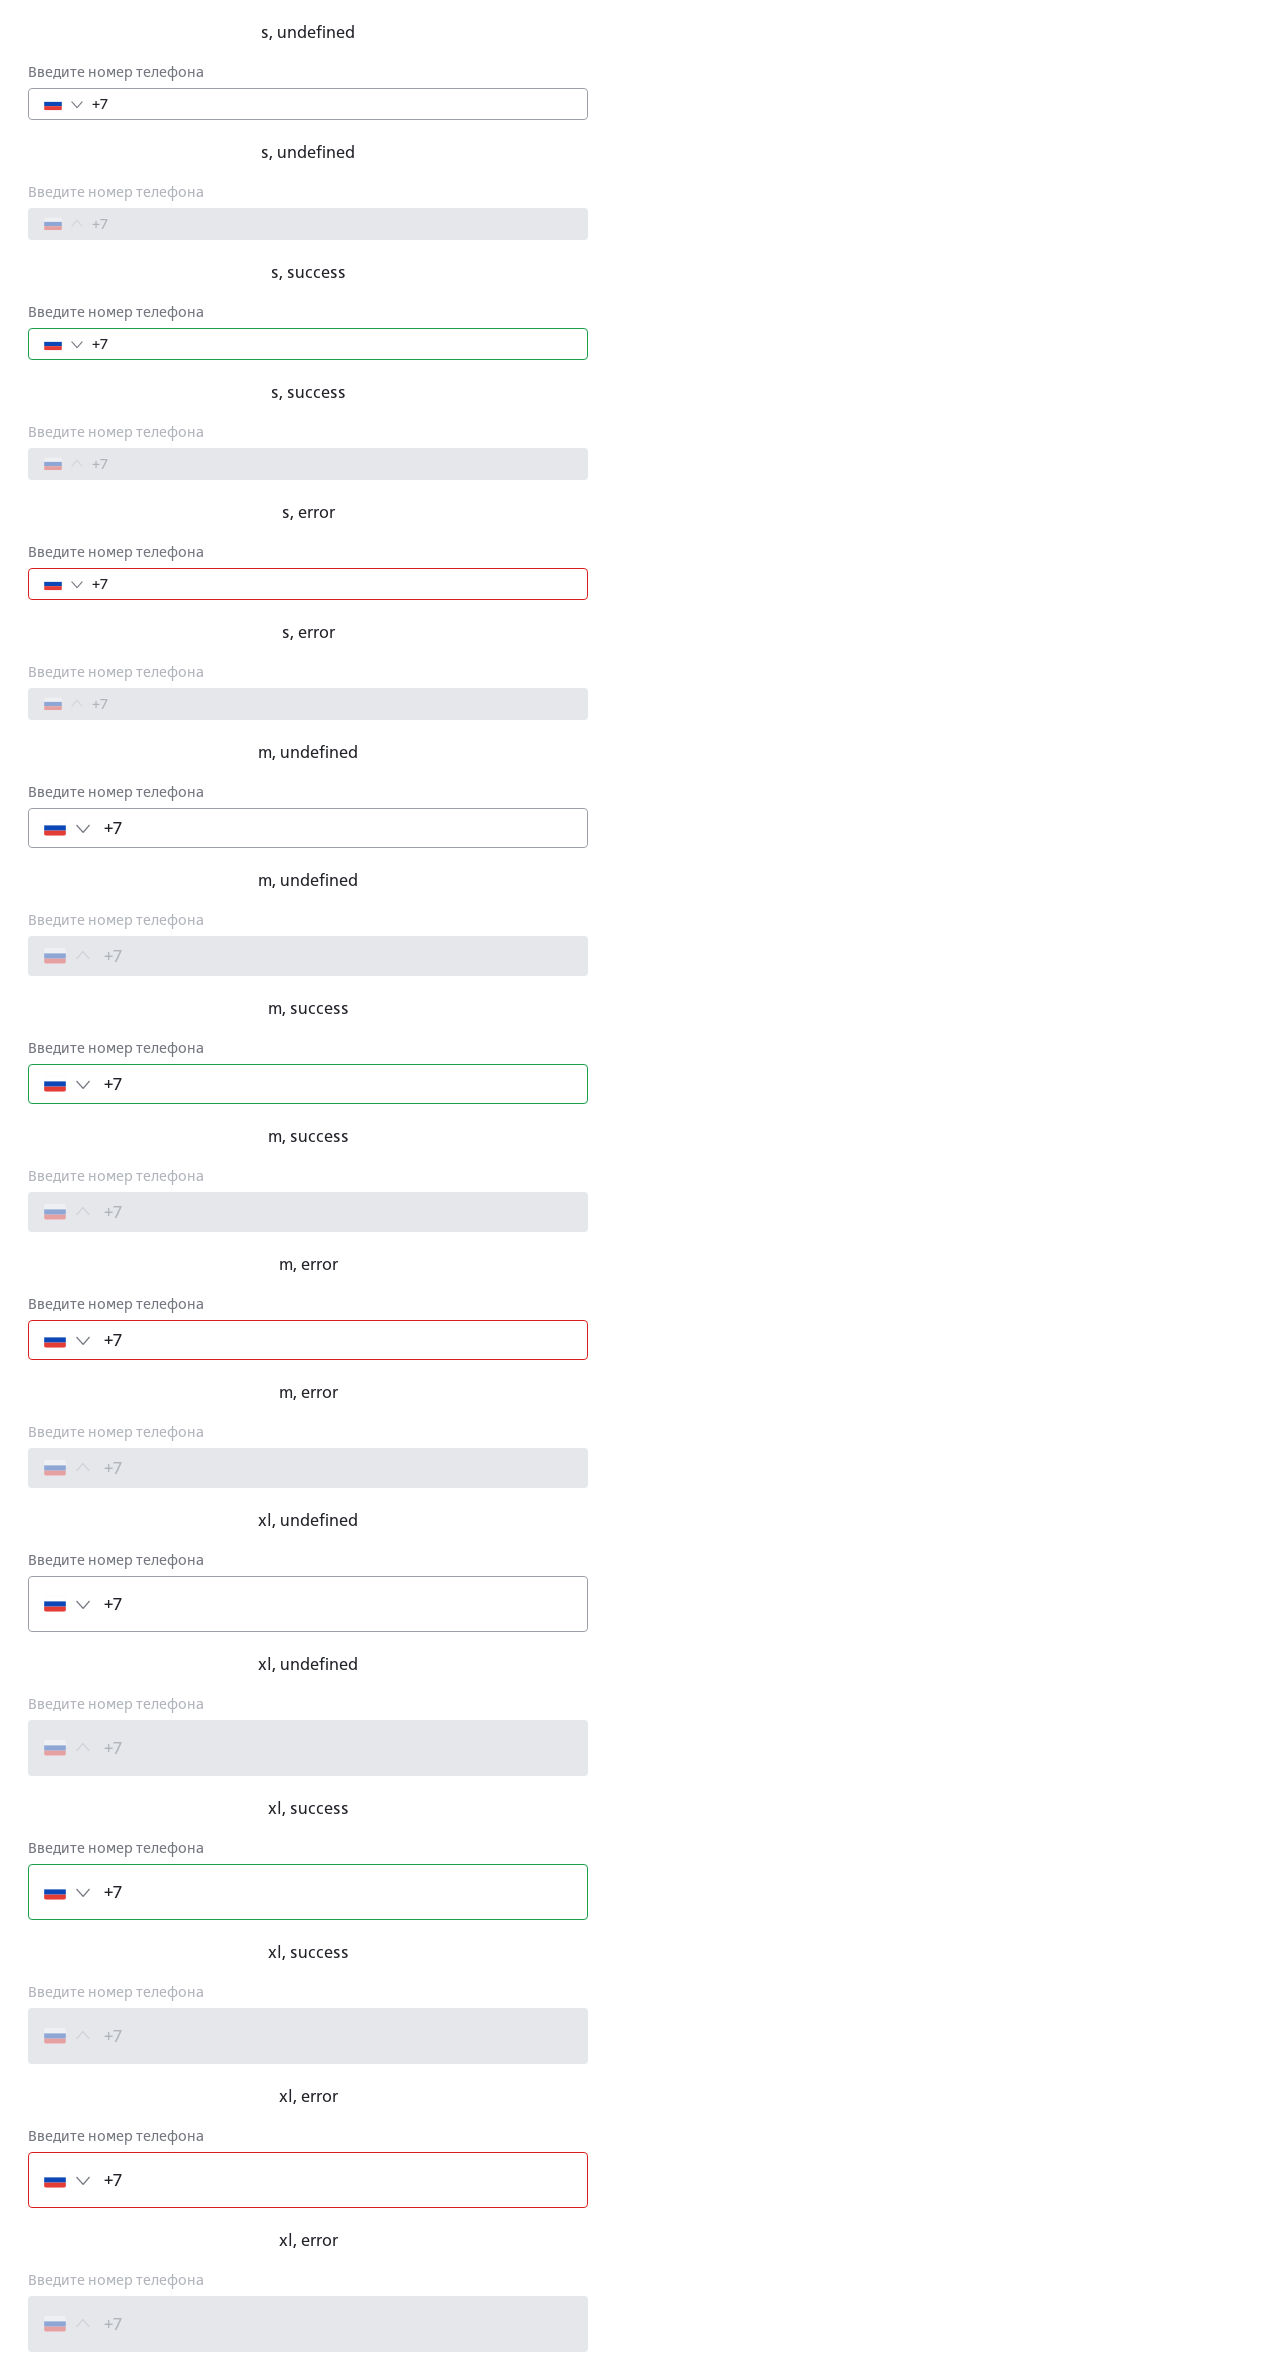 s, undefined
Введите номер телефона
+7
s, undefined
Введите номер телефона
+7
s, success
Введите номер телефона
+7
s, success
Введите номер телефона
+7
s, error
Введите номер телефона
+7
s, error
Введите номер телефона
+7
m, undefined
Введите номер телефона
+7
m, undefined
Введите номер телефона
+7
m, success
Введите номер телефона
+7
m, success
Введите номер телефона
+7
m, error
Введите номер телефона
+7
m, error
Введите номер телефона
+7
xl, undefined
Введите номер телефона
+7
xl, undefined
Введите номер телефона
+7
xl, success
Введите номер телефона
+7
xl, success
Введите номер телефона
+7
xl, error
Введите номер телефона
+7
xl, error
Введите номер телефона
+7